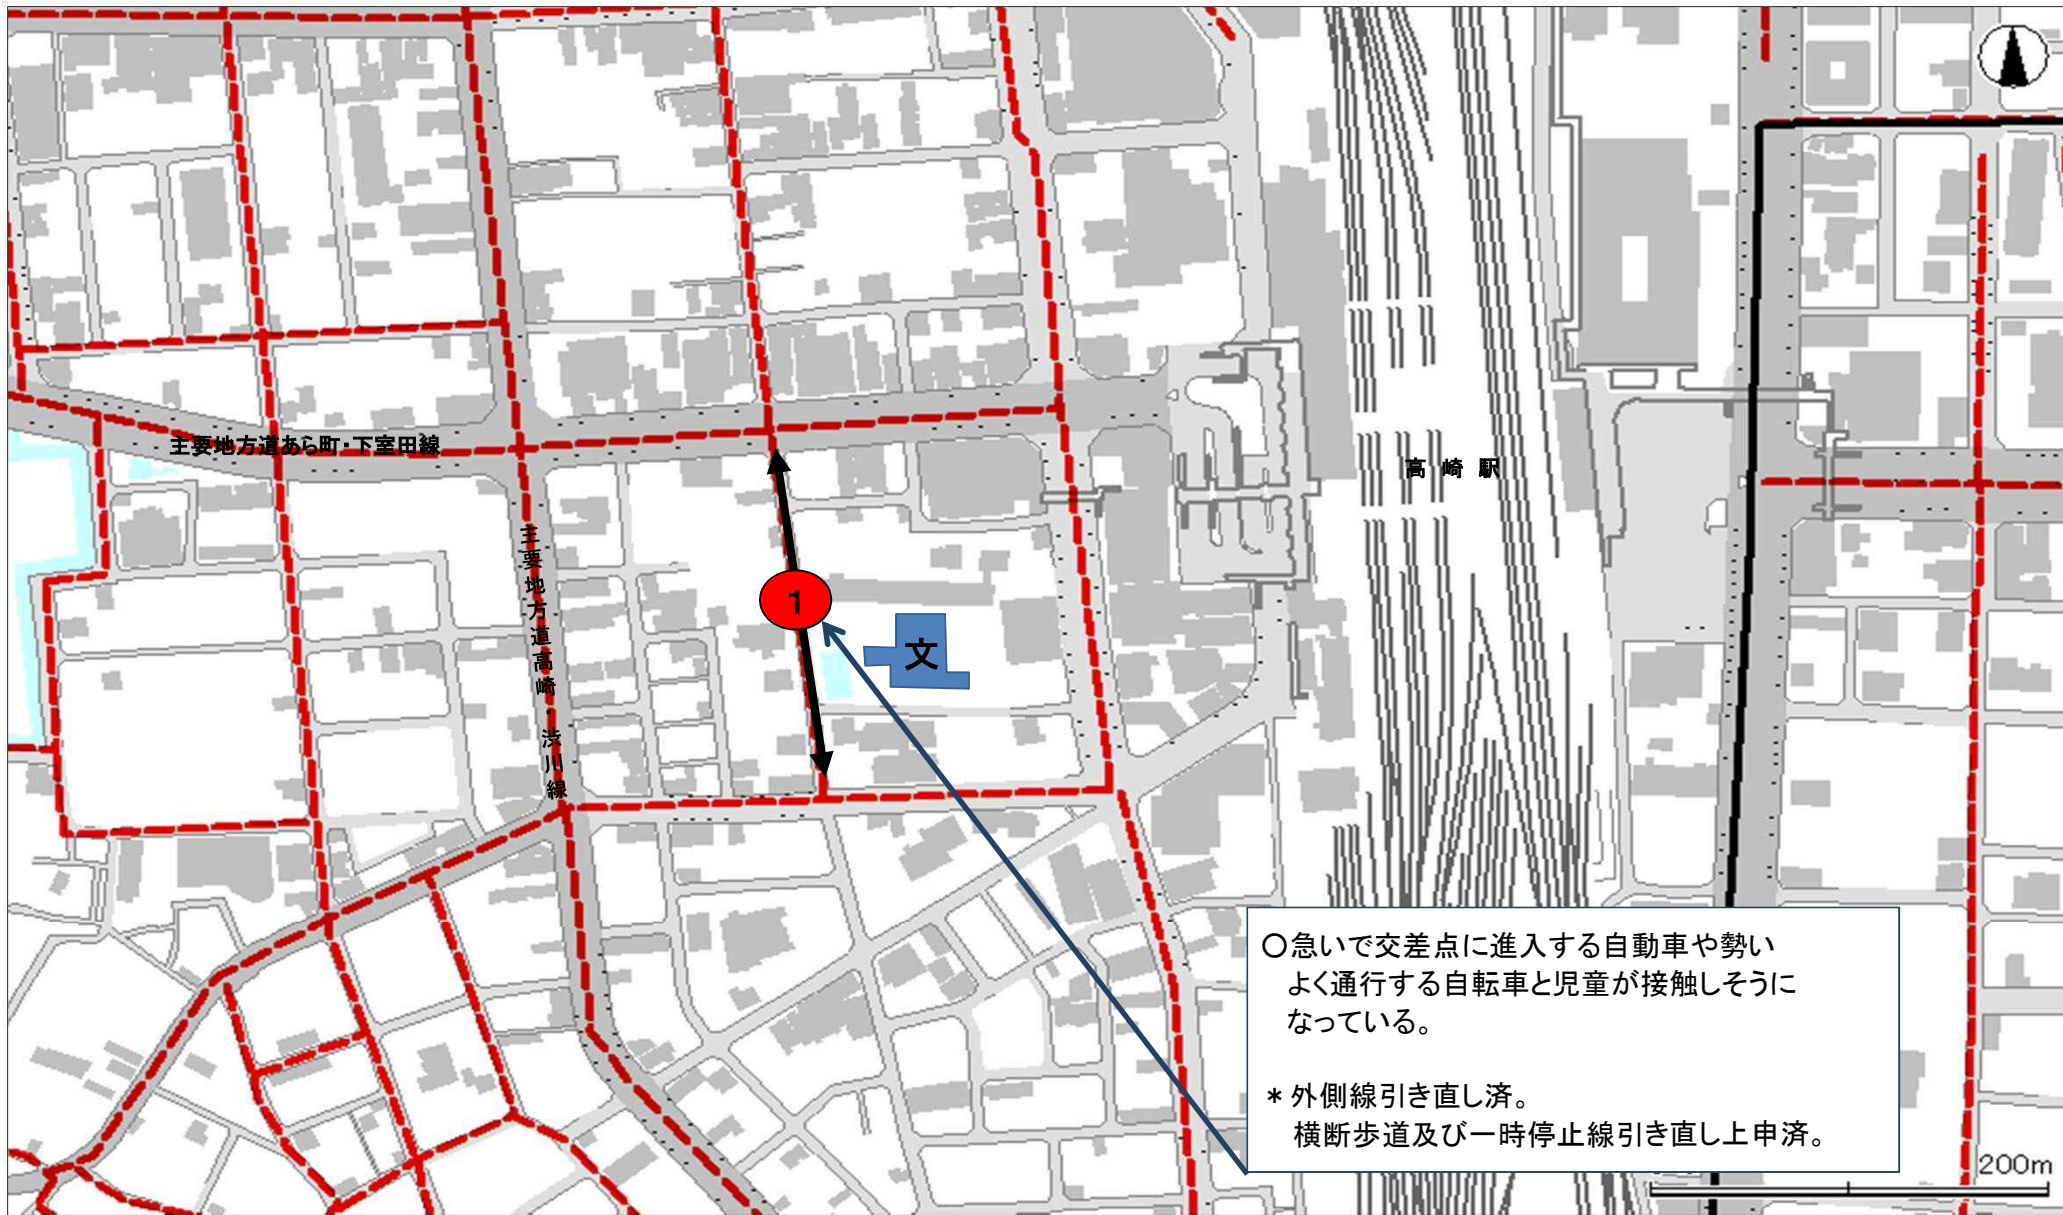 主要地方道あら町・下室田線
高崎駅
主要地方道高崎・渋川線
1
文
〇急いで交差点に進入する自動車や勢い
よく通行する自転車と児童が接触しそうに
なっている。
＊外側線引き直し済。
横断歩道及び一時停止線引き直し上申済。
200m